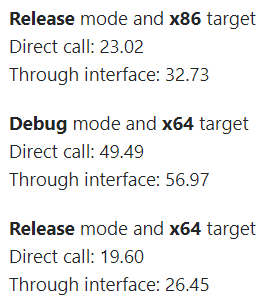 Release mode and x86 target
Direct call: 23.02
Through interface: 32.73
Debug mode and x64 target
Direct call: 49.49
Through interface: 56.97
Release mode and x64 target
Direct call: 19.60
Through interface: 26.45